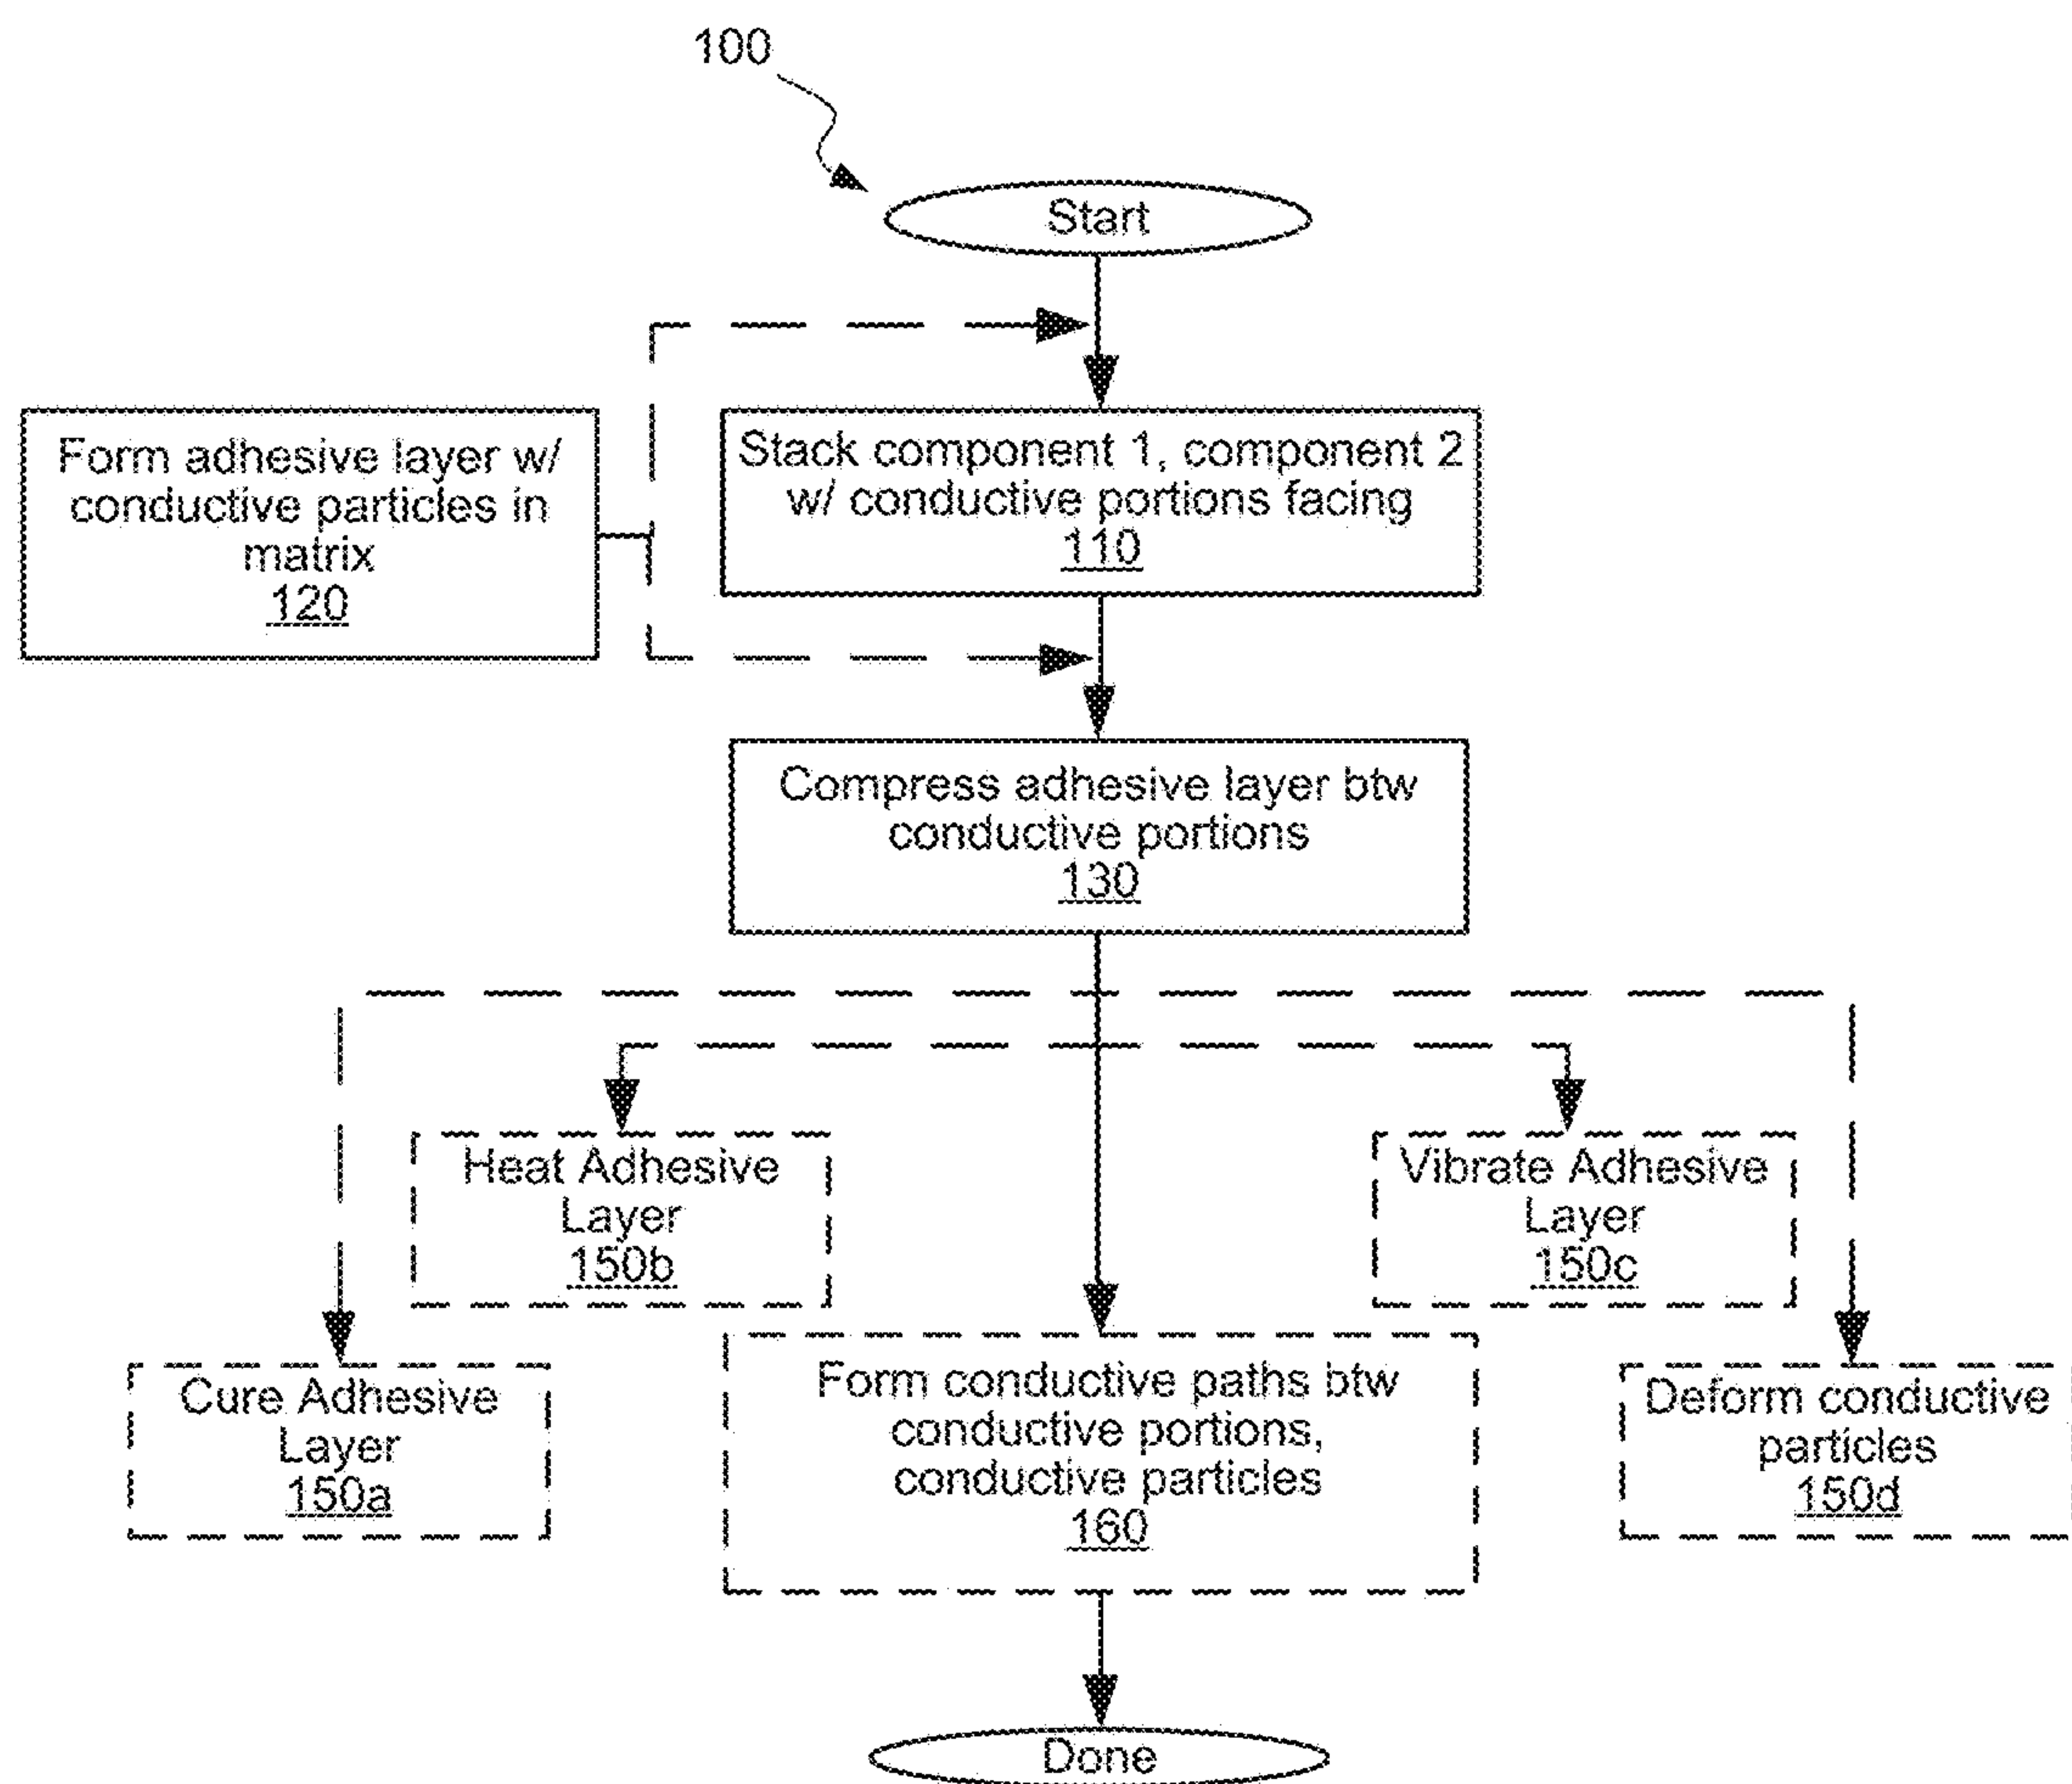 100
Start
Form adhesive layer w/
conductive particles in
matrix
120
Stack component 1, component 2
w/ conductive portions facing
110
Compress adhesive layer btw
conductive portions
130
Heat Adhesive
Layer
150b
Vibrate Adhesive
Layer
150c
Cure Adhesive
Layer
150a
Form conductive paths btw
conductive portions,
conductive particles
160
Deform conductive
particles
150d
Done